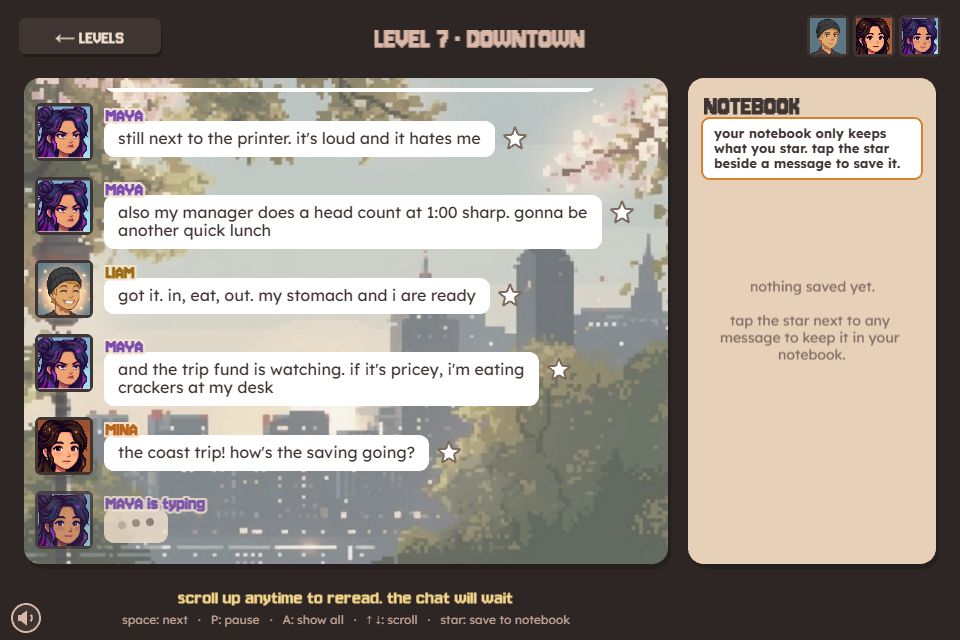 ← LEVELS
LEVEL 7 · DOWNTOWN
MAYA
still next to the printer. it's loud and it hates me
MAYA
also my manager does a head count at 1:00 sharp. gonna be
another quick lunch
LIAM
got it. in, eat, out. my stomach and i are ready
MAYA
and the trip fund is watching. if it's pricey, i'm eating
crackers at my desk
MINA
the coast trip! how's the saving going?
MAYA is typing
NOTEBOOK
your notebook only keeps
what you star. tap the star
beside a message to save it.
nothing saved yet.
tap the star next to any
message to keep it in your
notebook.
scroll up anytime to reread. the chat will wait
space: next · P: pause · A: show all · ↑↓: scroll · star: save to notebook